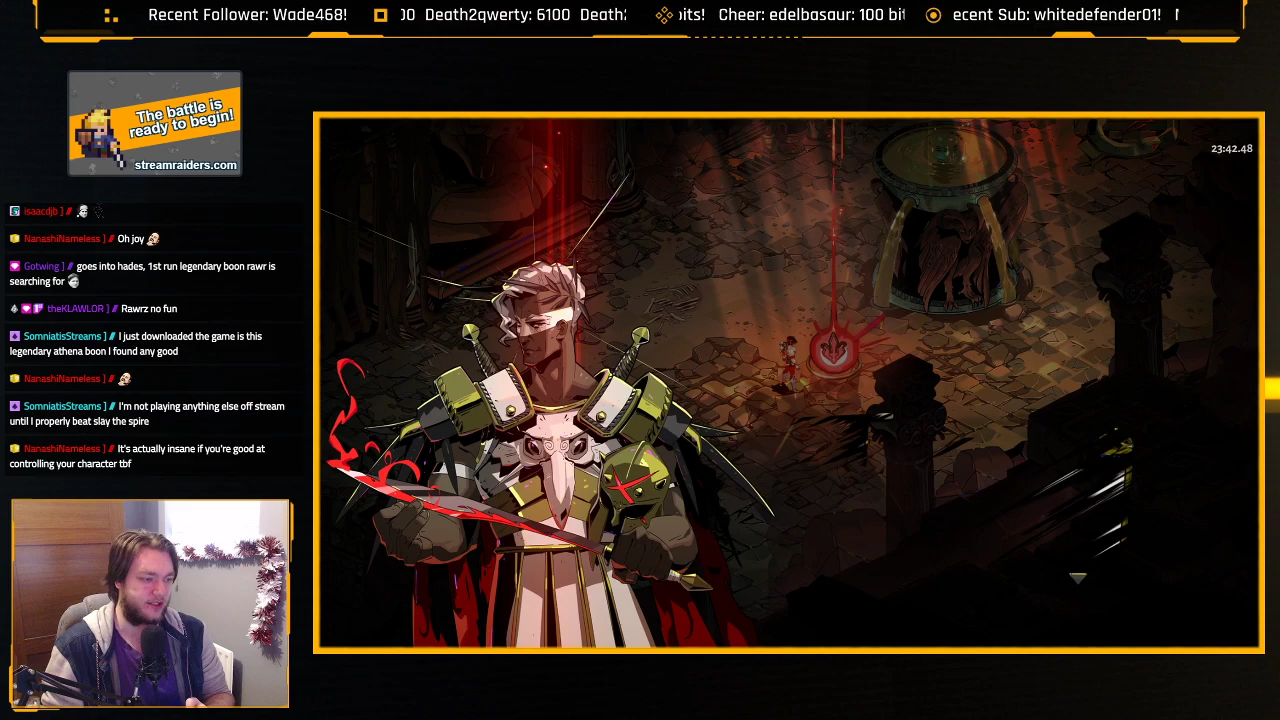 Recent Follower: Wade468!
00 Death2qwerty: 6100 Death2
bits! Cheer: edelbasaur: 100 bit
ecent Sub: whitedefender01!
The battle is
ready to begin!
streamraiders.com
23:42.48
isaacdjb ] //
NanashiNameless ] // Oh joy
Gotwing ] // goes into hades, 1st run legendary boon rawr is
searching for
theKLAWLOR ] // Rawrz no fun
SomniatisStreams ] // I just downloaded the game is this
legendary athena boon I found any good
NanashiNameless ] //
SomniatisStreams ] // I'm not playing anything else off stream
until I properly beat slay the spire
NanashiNameless ] // It's actually insane if you're good at
controlling your character tbf